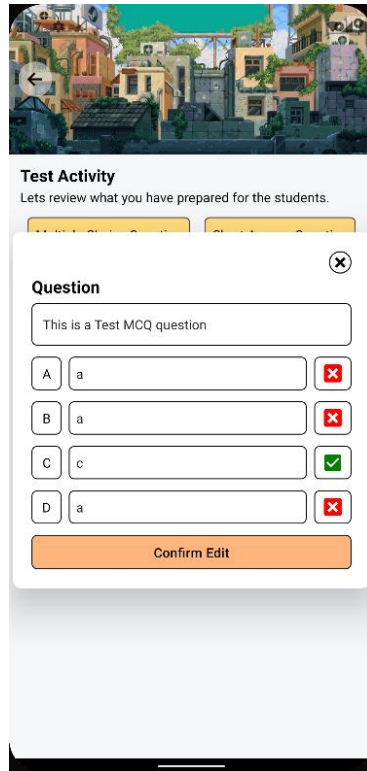 Test Activity
Lets review what you have prepared for the students.
Question
This is a Test MCQ question
A a
B a
C c
D a
Confirm Edit